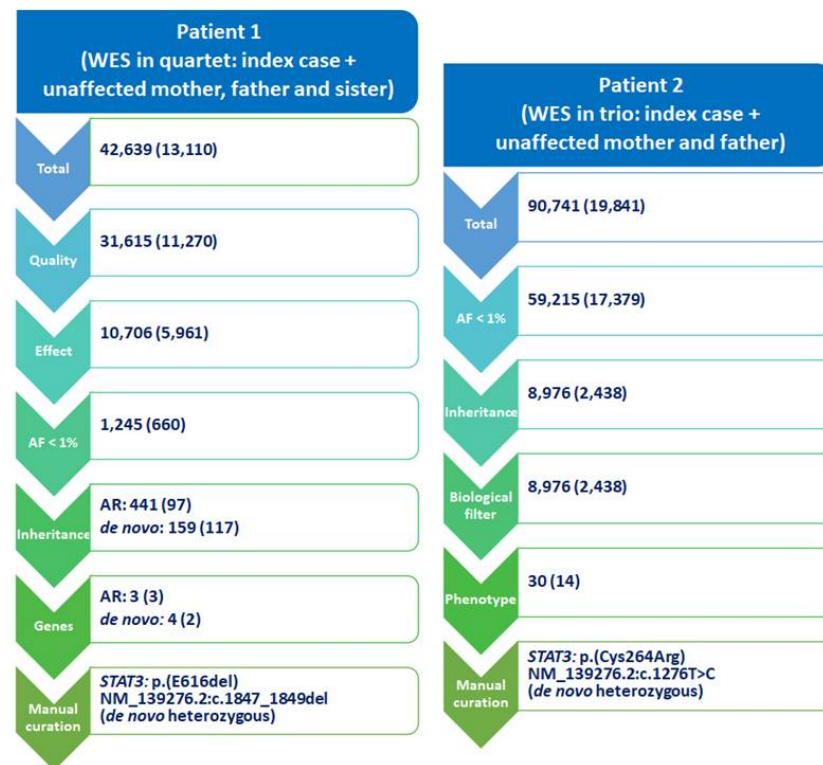 Patient 1
(WES in quartet: index case +
unaffected mother, father and sister)
Total
42,639 (13,110)
Quality
31,615 (11,270)
Effect
10,706 (5,961)
AF < 1%
1,245 (660)
Inheritance
AR: 441 (97)
de novo: 159 (117)
Genes
AR: 3 (3)
de novo: 4 (2)
Manual
curation
STAT3: p.(E616del)
NM_139276.2:c.1847_1849del
(de novo heterozygous)
Patient 2
(WES in trio: index case +
unaffected mother and father)
Total
90,741 (19,841)
AF < 1%
59,215 (17,379)
Inheritance
8,976 (2,438)
Biological
filter
8,976 (2,438)
Phenotype
30 (14)
Manual
curation
STAT3: p.(Cys264Arg)
NM_139276.2:c.1276T>C
(de novo heterozygous)